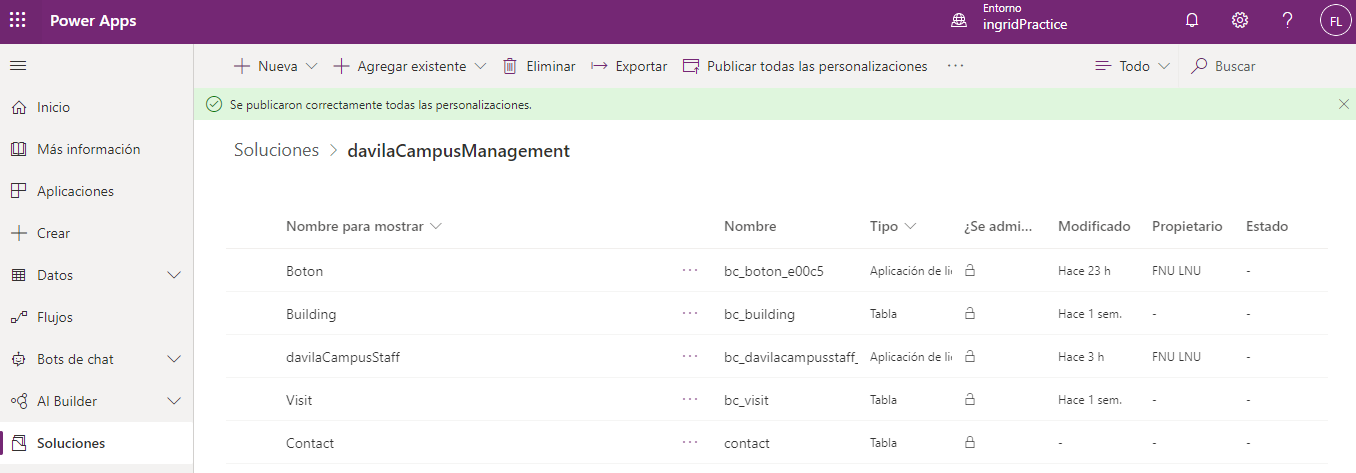 Power Apps
Entorno
ingridPractice
FL
Nueva
Agregar existente
Eliminar
Exportar
Publicar todas las personalizaciones
Todo
Buscar
Se publicaron correctamente todas las personalizaciones.
Inicio
Más información
Aplicaciones
Crear
Datos
Flujos
Bots de chat
AI Builder
Soluciones
Soluciones > davilaCampusManagement
Nombre para mostrar Nombre Tipo ¿Se admi... Modificado Propietario Estado
Boton ... bc_boton_e00c5 Aplicación de li Hace 23 h FNU LNU -
Building ... bc_building Tabla Hace 1 sem. - -
davilaCampusStaff ... bc_davilacampusstaff_ Aplicación de li Hace 3 h FNU LNU -
Visit ... bc_visit Tabla Hace 1 sem. - -
Contact ... contact Tabla - - -